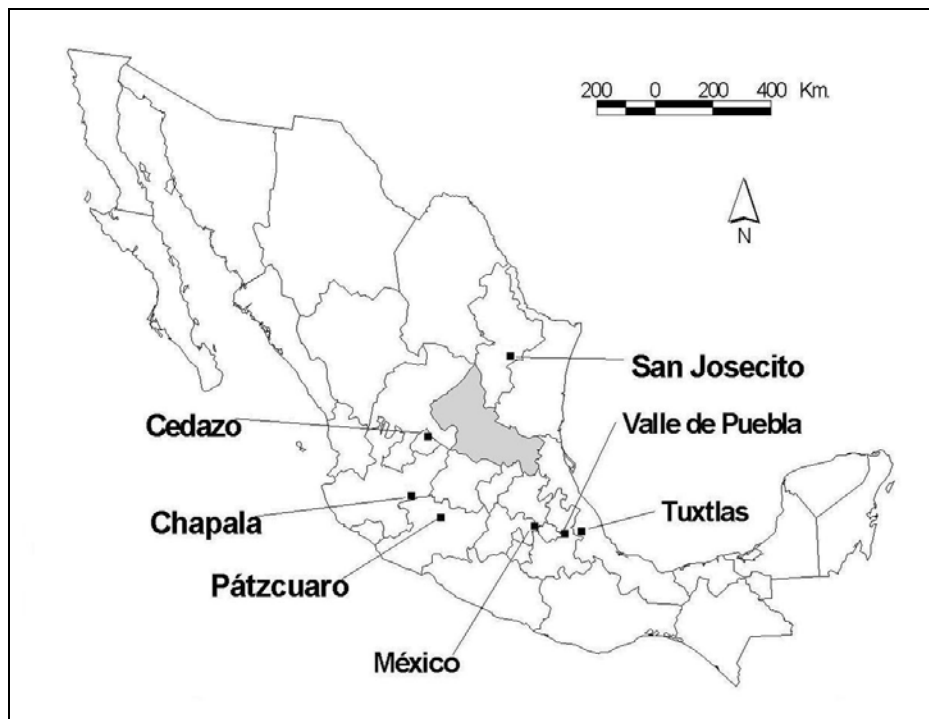 200 0 200 400 Km.
N
San Josecito
Cedazo
Valle de Puebla
Chapala
Tuxtlas
Pátzcuaro
México